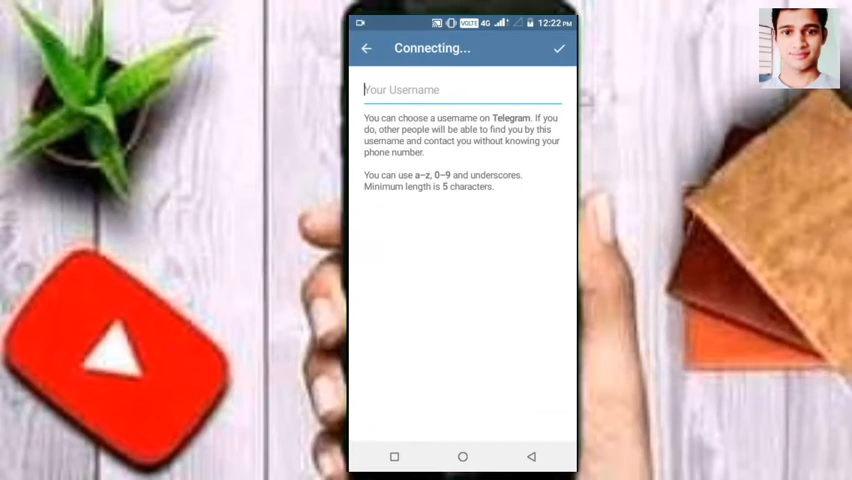 VOLTE 4G 12:22 PM
Connecting...
Your Username
You can choose a username on Telegram. If you
do, other people will be able to find you by this
username and contact you without knowing your
phone number.
You can use a–z, 0–9 and underscores.
Minimum length is 5 characters.